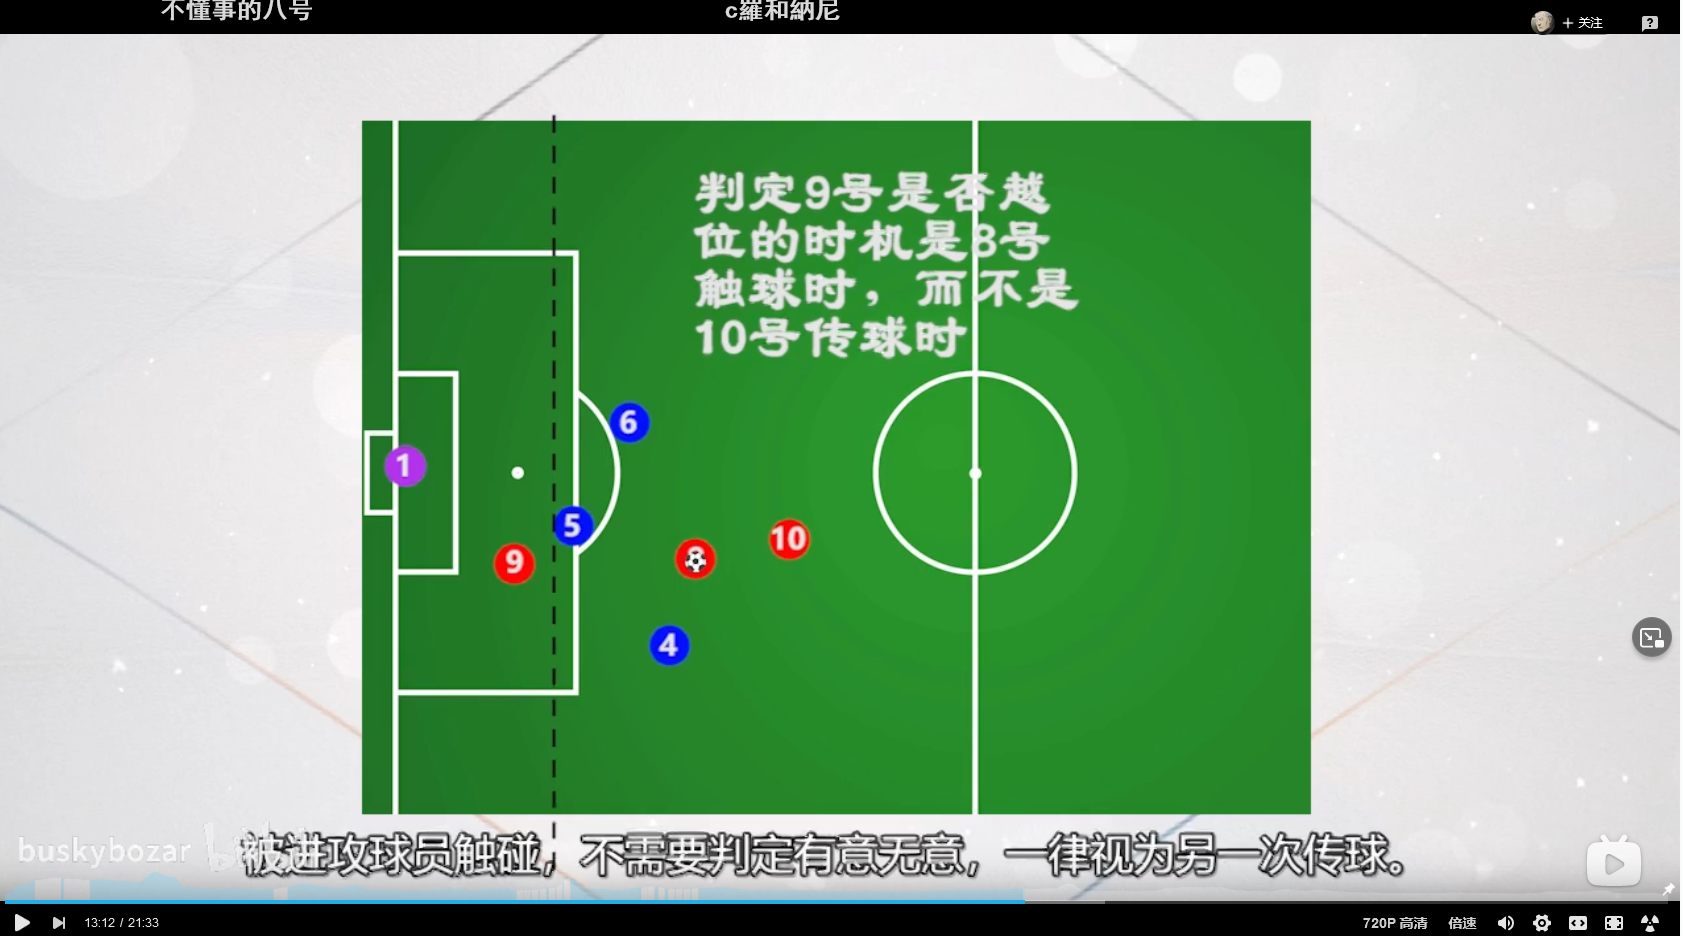 不懂事的八号
c羅和納尼
+ 关注
判定9号是否越
位的时机是8号
触球时，而不是
10号传球时
6
1
5
10
9
4
被进攻球员触碰，不需要判定有意无意，一律视为另一次传球。
buskybozar
13:12 / 21:33
720P 高清
倍速